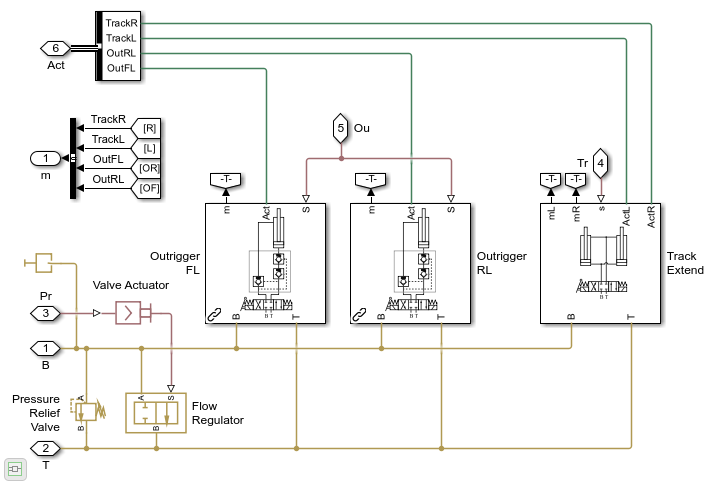 TrackR
TrackL
OutRL
OutFL
6
Act
TrackR
[R]
TrackL
[L]
OutFL
[OR]
OutRL
[OF]
1
m
5
Ou
Tr
4
-T-
-T-
-T-
-T-
m
Act
S
m
Act
S
mL
mR
s
ActL
ActR
Outrigger
FL
Outrigger
RL
Track
Extend
A
B T
A
B T
A
B T
B
T
B
T
B
T
Valve Actuator
Pr
3
1
B
Pressure
Relief
Valve
A
B
A
S
B
Flow
Regulator
2
T